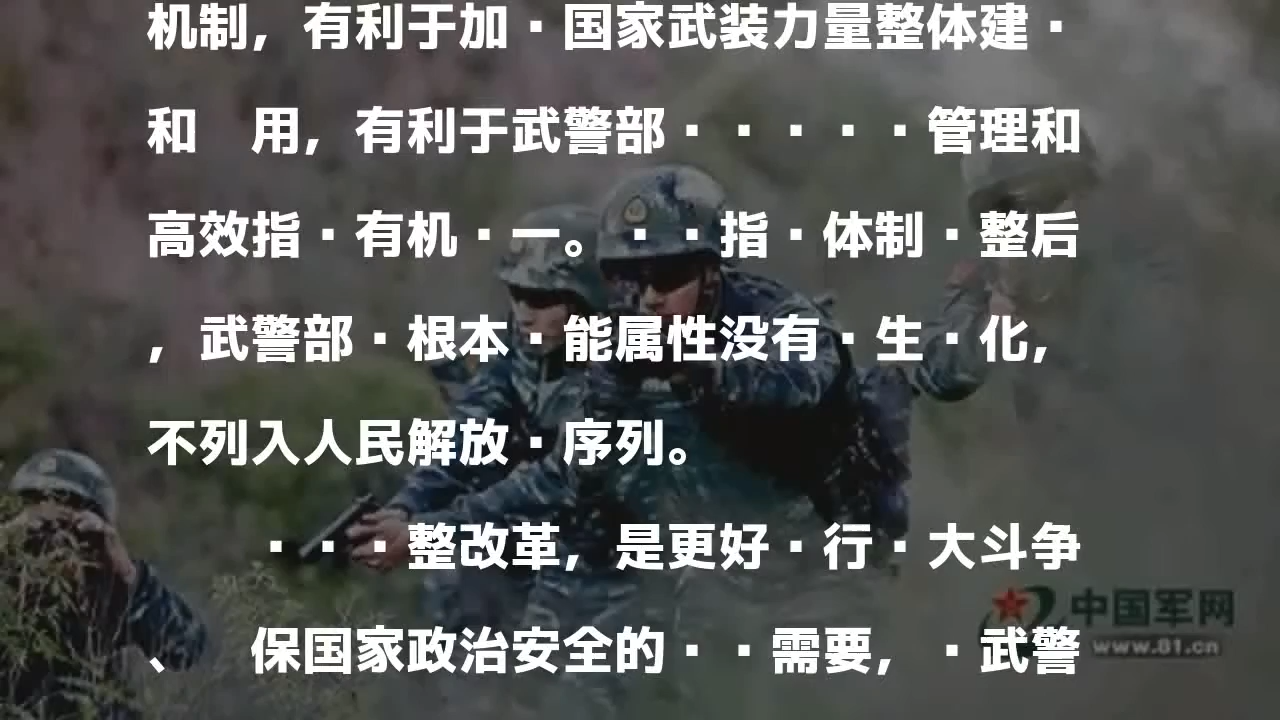 机制，有利于加·国家武装力量整体建·
和　用，有利于武警部·····管理和
高效指·有机·一。··指·体制·整后
，武警部·根本·能属性没有·生·化，
不列入人民解放·序列。
···整改革，是更好·行·大斗争
、　保国家政治安全的··需要，·武警
中国军网
www.81.cn